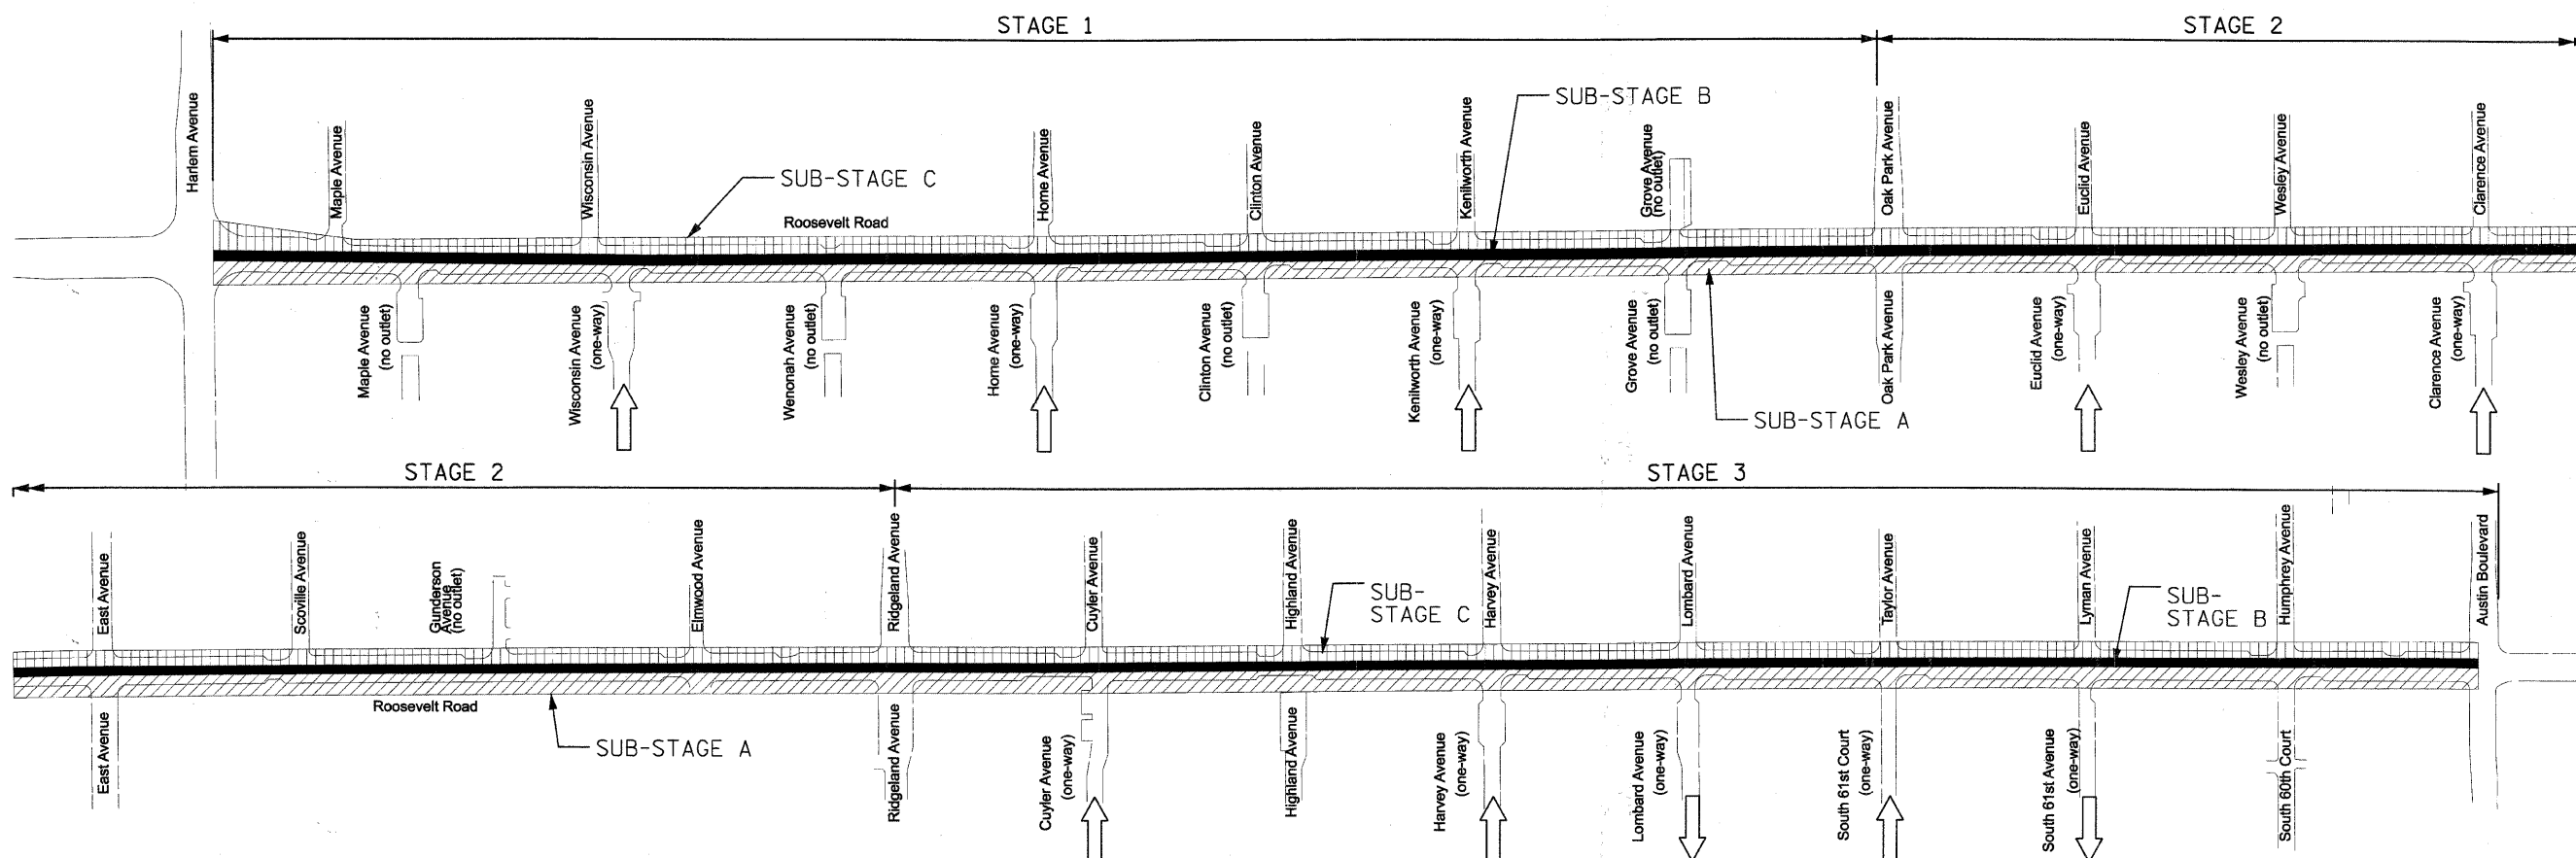 STAGE 1
STAGE 2
Harlem Avenue
Maple Avenue
Wisconsin Avenue
SUB-STAGE C
Roosevelt Road
Home Avenue
Clinton Avenue
Kenilworth Avenue
SUB-STAGE B
Grove Avenue
(no outlet)
Oak Park Avenue
Euclid Avenue
Wesley Avenue
Clarence Avenue
Maple Avenue
(no outlet)
Wisconsin Avenue
(one-way)
Wenonah Avenue
(no outlet)
Home Avenue
(one-way)
Clinton Avenue
(no outlet)
Kenilworth Avenue
(one-way)
Grove Avenue
(no outlet)
SUB-STAGE A
Oak Park Avenue
Euclid Avenue
(one-way)
Wesley Avenue
(no outlet)
Clarence Avenue
(one-way)
STAGE 2
STAGE 3
East Avenue
Scoville Avenue
Gunderson
Avenue
(no outlet)
Elmwood Avenue
Ridgeland Avenue
Cuyler Avenue
Highland Avenue
SUB-
STAGE C
Harvey Avenue
Lombard Avenue
Taylor Avenue
Lyman Avenue
SUB-
STAGE B
Humphrey Avenue
Austin Boulevard
East Avenue
Roosevelt Road
SUB-STAGE A
Ridgeland Avenue
Cuyler Avenue
(one-way)
Highland Avenue
Harvey Avenue
(one-way)
Lombard Avenue
(one-way)
South 61st Court
(one-way)
South 61st Avenue
(one-way)
South 60th Court